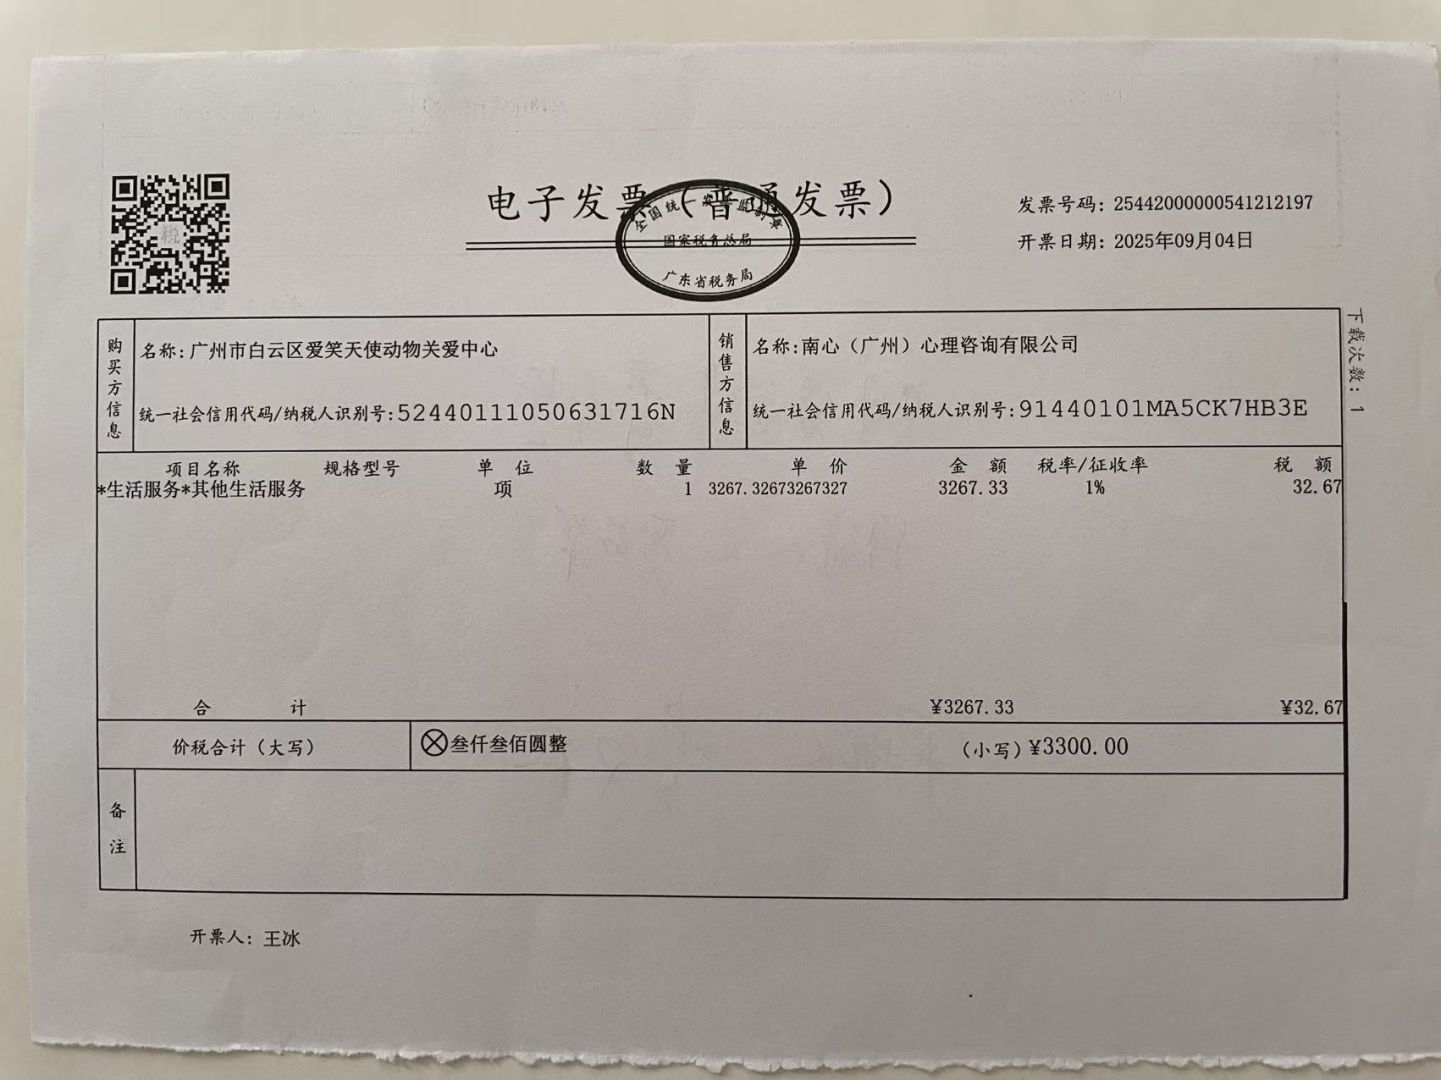 电子发票（普通发票）
全国统一发票监制章
国家税务总局
广东省税务局
发票号码：25442000000541212197
开票日期：2025年09月04日
税
下载次数：1
购买方信息
名称：广州市白云区爱笑天使动物关爱中心
统一社会信用代码/纳税人识别号：52440111050631716N
销售方信息
名称：南心（广州）心理咨询有限公司
统一社会信用代码/纳税人识别号：91440101MA5CK7HB3E
项目名称 规格型号 单位 数量 单价 金额 税率/征收率 税额
*生活服务*其他生活服务 项 1 3267.32673267327 3267.33 1% 32.67
合计 ¥3267.33 ¥32.67
价税合计（大写） ⊗叁仟叁佰圆整 （小写）¥3300.00
备注
开票人：王冰